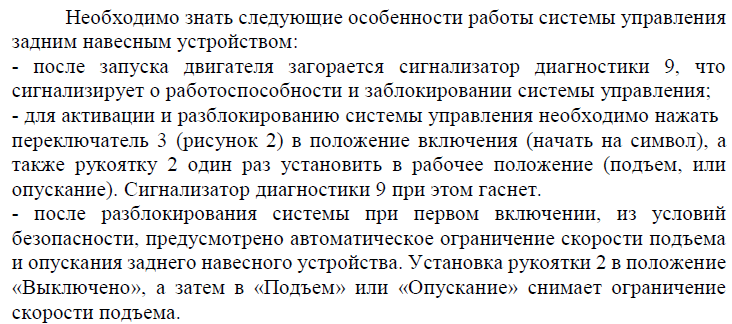 Необходимо знать следующие особенности работы системы управления
задним навесным устройством:
- после запуска двигателя загорается сигнализатор диагностики 9, что
сигнализирует о работоспособности и заблокировании системы управления;
- для активации и разблокированию системы управления необходимо нажать
переключатель 3 (рисунок 2) в положение включения (начать на символ), а
также рукоятку 2 один раз установить в рабочее положение (подъем, или
опускание). Сигнализатор диагностики 9 при этом гаснет.
- после разблокирования системы при первом включении, из условий
безопасности, предусмотрено автоматическое ограничение скорости подъема
и опускания заднего навесного устройства. Установка рукоятки 2 в положение
«Выключено», а затем в «Подъем» или «Опускание» снимает ограничение
скорости подъема.